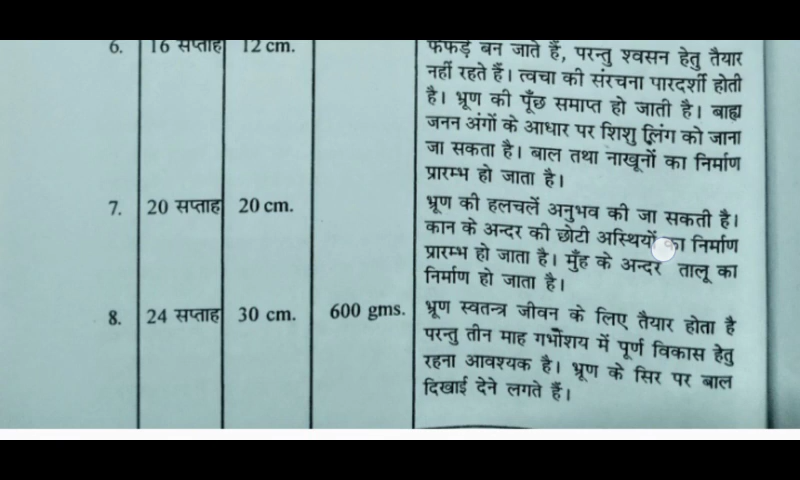 6. 16 सप्ताह 12 cm. फेफड़े बन जाते हैं, परन्तु श्वसन हेतु तैयार
नहीं रहते हैं। त्वचा की संरचना पारदर्शी होती
है। भ्रूण की पूँछ समाप्त हो जाती है। बाह्य
जनन अंगों के आधार पर शिशु लिंग को जाना
जा सकता है। बाल तथा नाखूनों का निर्माण
प्रारम्भ हो जाता है।
7. 20 सप्ताह 20 cm. भ्रूण की हलचलें अनुभव की जा सकती है।
कान के अन्दर की छोटी अस्थियों का निर्माण
प्रारम्भ हो जाता है। मुँह के अन्दर तालू का
निर्माण हो जाता है।
8. 24 सप्ताह 30 cm. 600 gms. भ्रूण स्वतन्त्र जीवन के लिए तैयार होता है
परन्तु तीन माह गर्भाशय में पूर्ण विकास हेतु
रहना आवश्यक है। भ्रूण के सिर पर बाल
दिखाई देने लगते हैं।